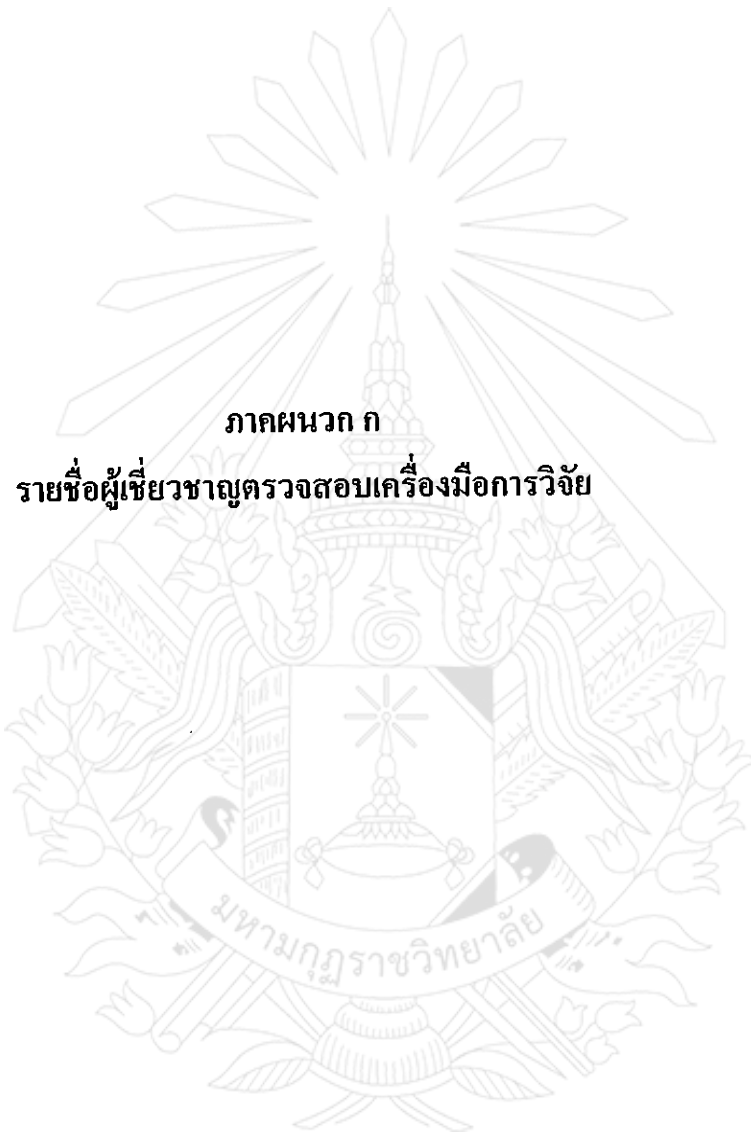 ภาคผนวก ก
รายชื่อผู้เชี่ยวชาญตรวจสอบเครื่องมือการวิจัย
มหามกุฏราชวิทยาลัย